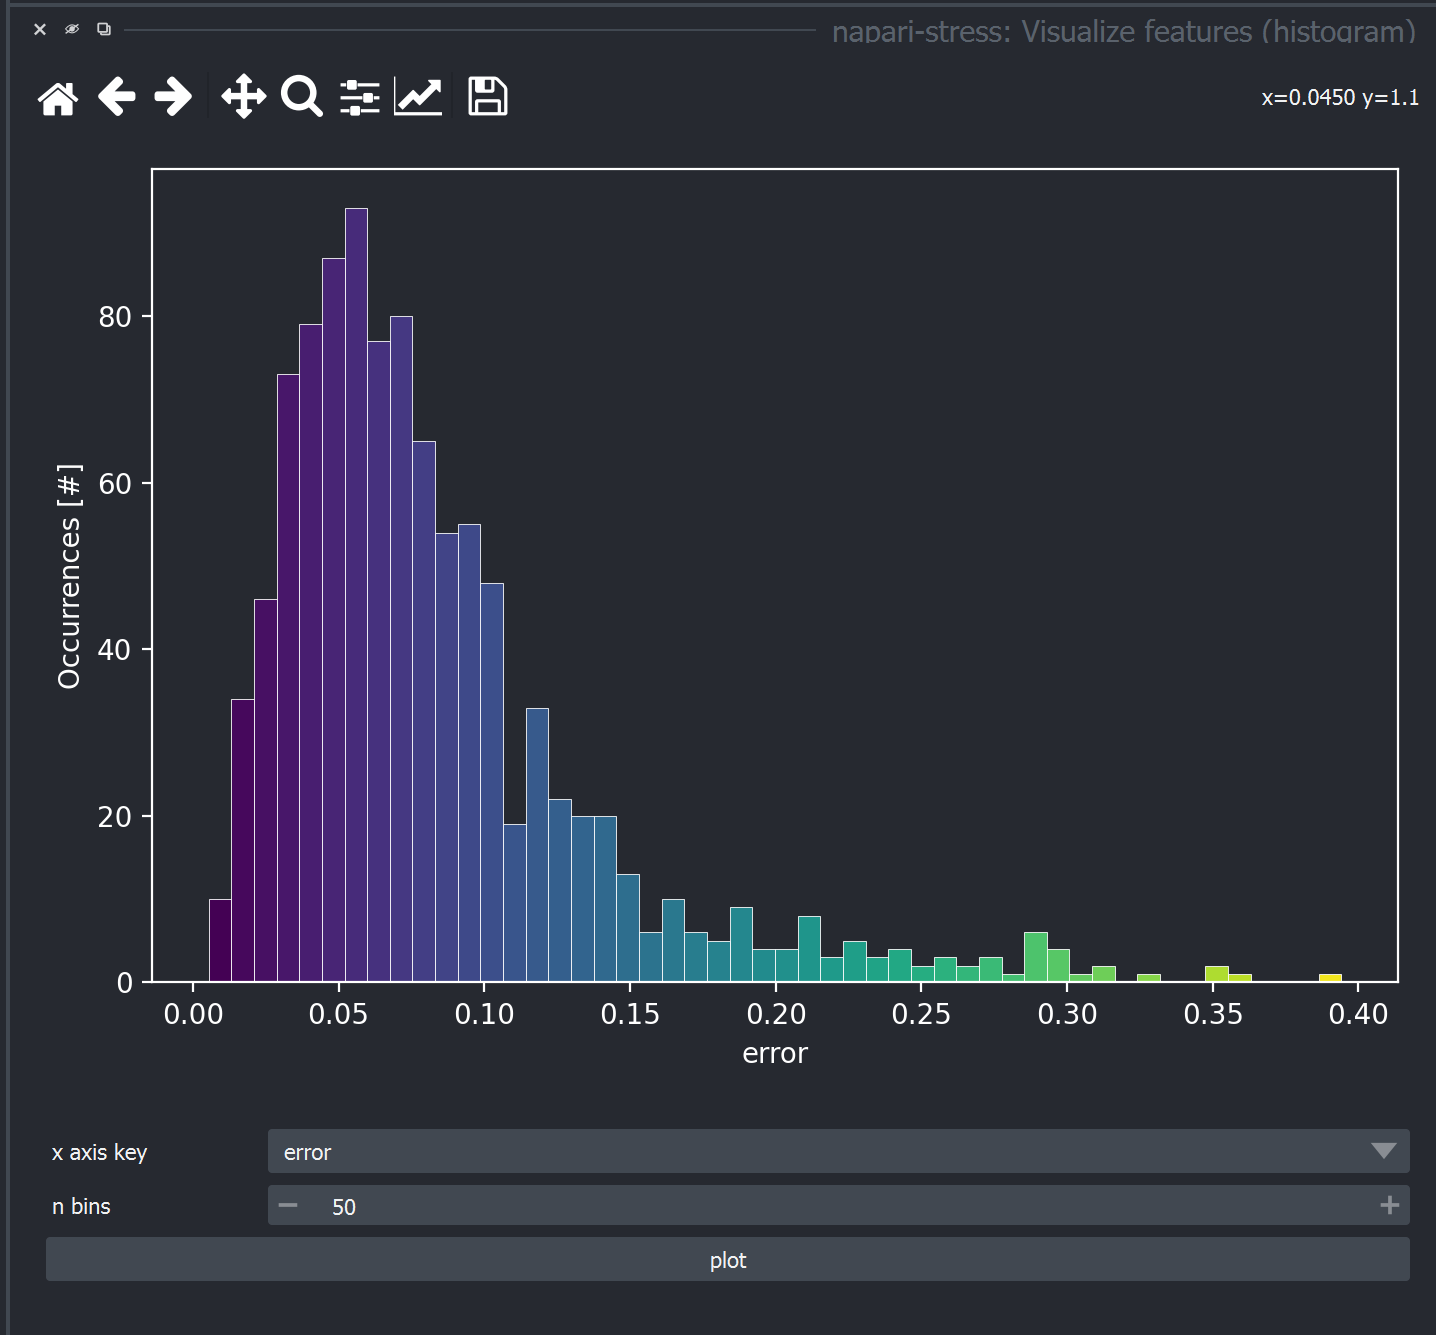 napari-stress: Visualize features (histogram)
x=0.0450 y=1.1
80
60
40
20
0
Occurrences [#]
0.00 0.05 0.10 0.15 0.20 0.25 0.30 0.35 0.40
error
x axis key error
n bins 50
plot